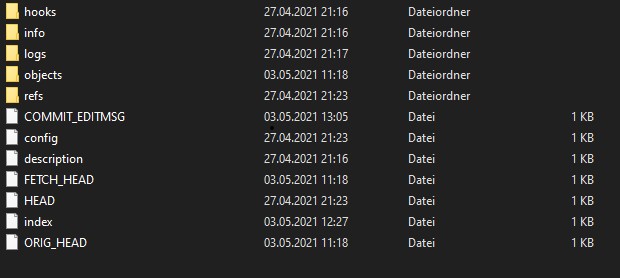 hooks 27.04.2021 21:16 Dateiordner
info 27.04.2021 21:16 Dateiordner
logs 27.04.2021 21:17 Dateiordner
objects 03.05.2021 11:18 Dateiordner
refs 27.04.2021 21:23 Dateiordner
COMMIT_EDITMSG 03.05.2021 13:05 Datei 1 KB
config 27.04.2021 21:23 Datei 1 KB
description 27.04.2021 21:16 Datei 1 KB
FETCH_HEAD 03.05.2021 11:18 Datei 1 KB
HEAD 27.04.2021 21:23 Datei 1 KB
index 03.05.2021 12:27 Datei 1 KB
ORIG_HEAD 03.05.2021 11:18 Datei 1 KB